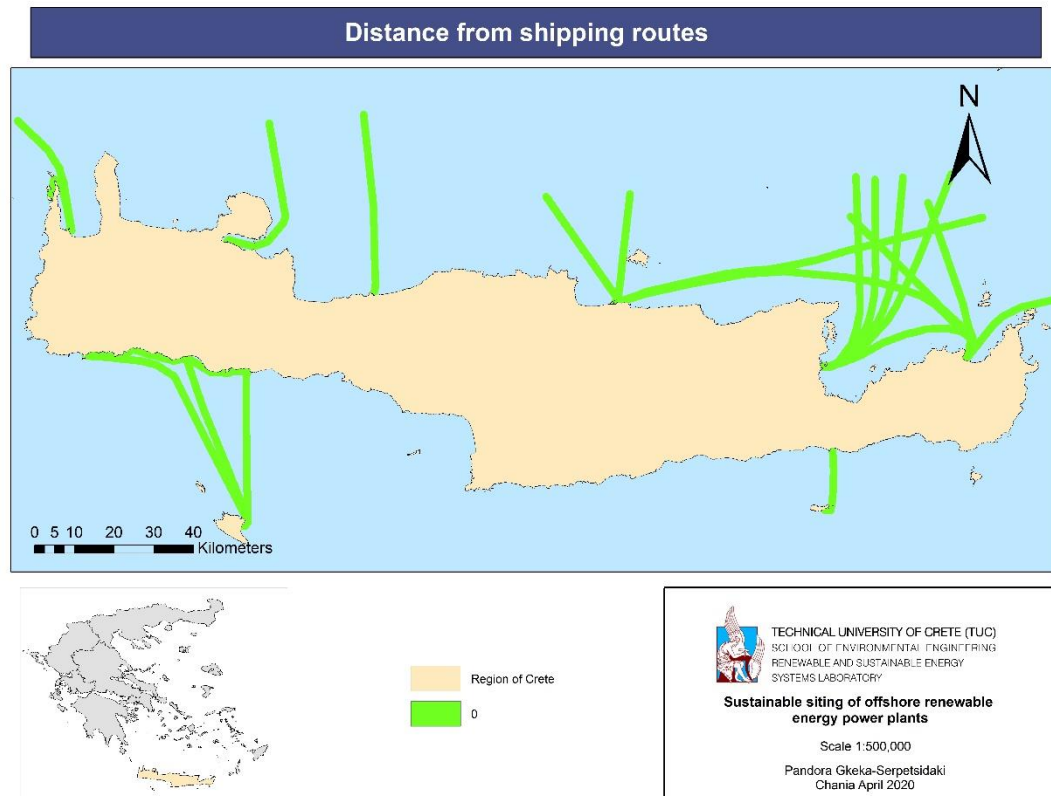 Distance from shipping routes
N
0 5 10 20 30 40
Kilometers
Region of Crete
0
TECHNICAL UNIVERSITY OF CRETE (TUC)
SCHOOL OF ENVIRONMENTAL ENGINEERING
RENEWABLE AND SUSTAINABLE ENERGY
SYSTEMS LABORATORY
Sustainable siting of offshore renewable
energy power plants
Scale 1:500,000
Pandora Gkeka-Serpetsidaki
Chania April 2020